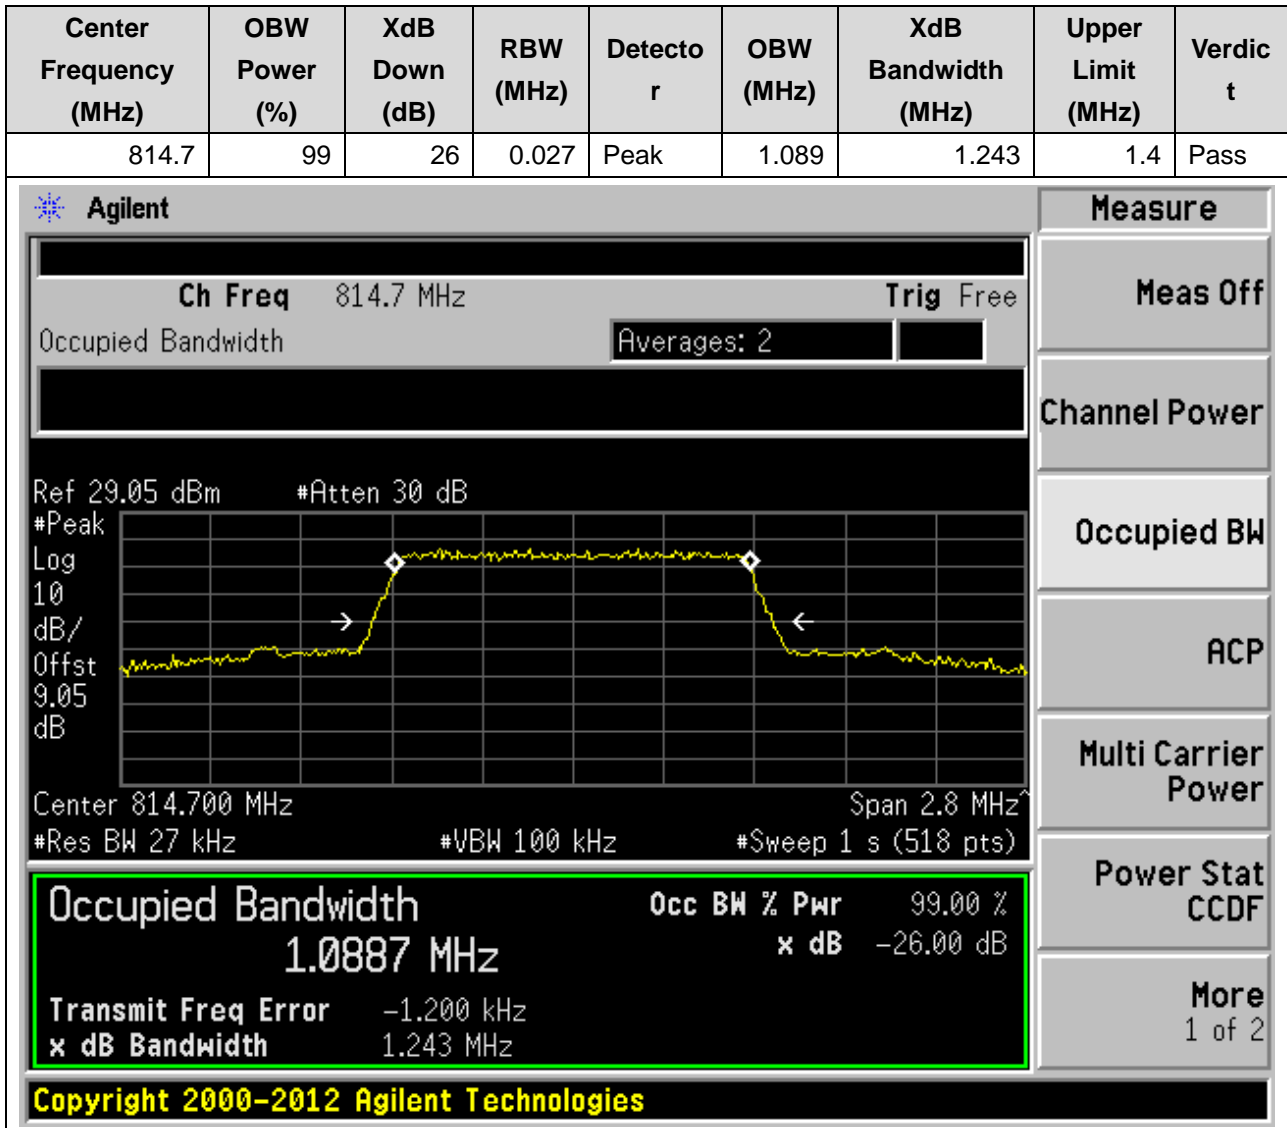 Center Frequency (MHz) OBW Power (%) XdB Down (dB) RBW (MHz) Detecto r OBW (MHz) XdB Bandwidth (MHz) Upper Limit (MHz) Verdic t
814.7 99 26 0.027 Peak 1.089 1.243 1.4 Pass
Agilent
Measure
Ch Freq 814.7 MHz Trig Free
Occupied Bandwidth Averages: 2
Meas Off
Channel Power
Occupied BW
ACP
Multi Carrier
Power
Power Stat
CCDF
More
1 of 2
Ref 29.05 dBm #Atten 30 dB
#Peak
Log
10
dB/
Offst
9.05
dB
Center 814.700 MHz Span 2.8 MHz^
#Res BW 27 kHz #VBW 100 kHz #Sweep 1 s (518 pts)
Occupied Bandwidth Occ BW % Pwr 99.00 %
1.0887 MHz x dB -26.00 dB
Transmit Freq Error -1.200 kHz
x dB Bandwidth 1.243 MHz
Copyright 2000-2012 Agilent Technologies